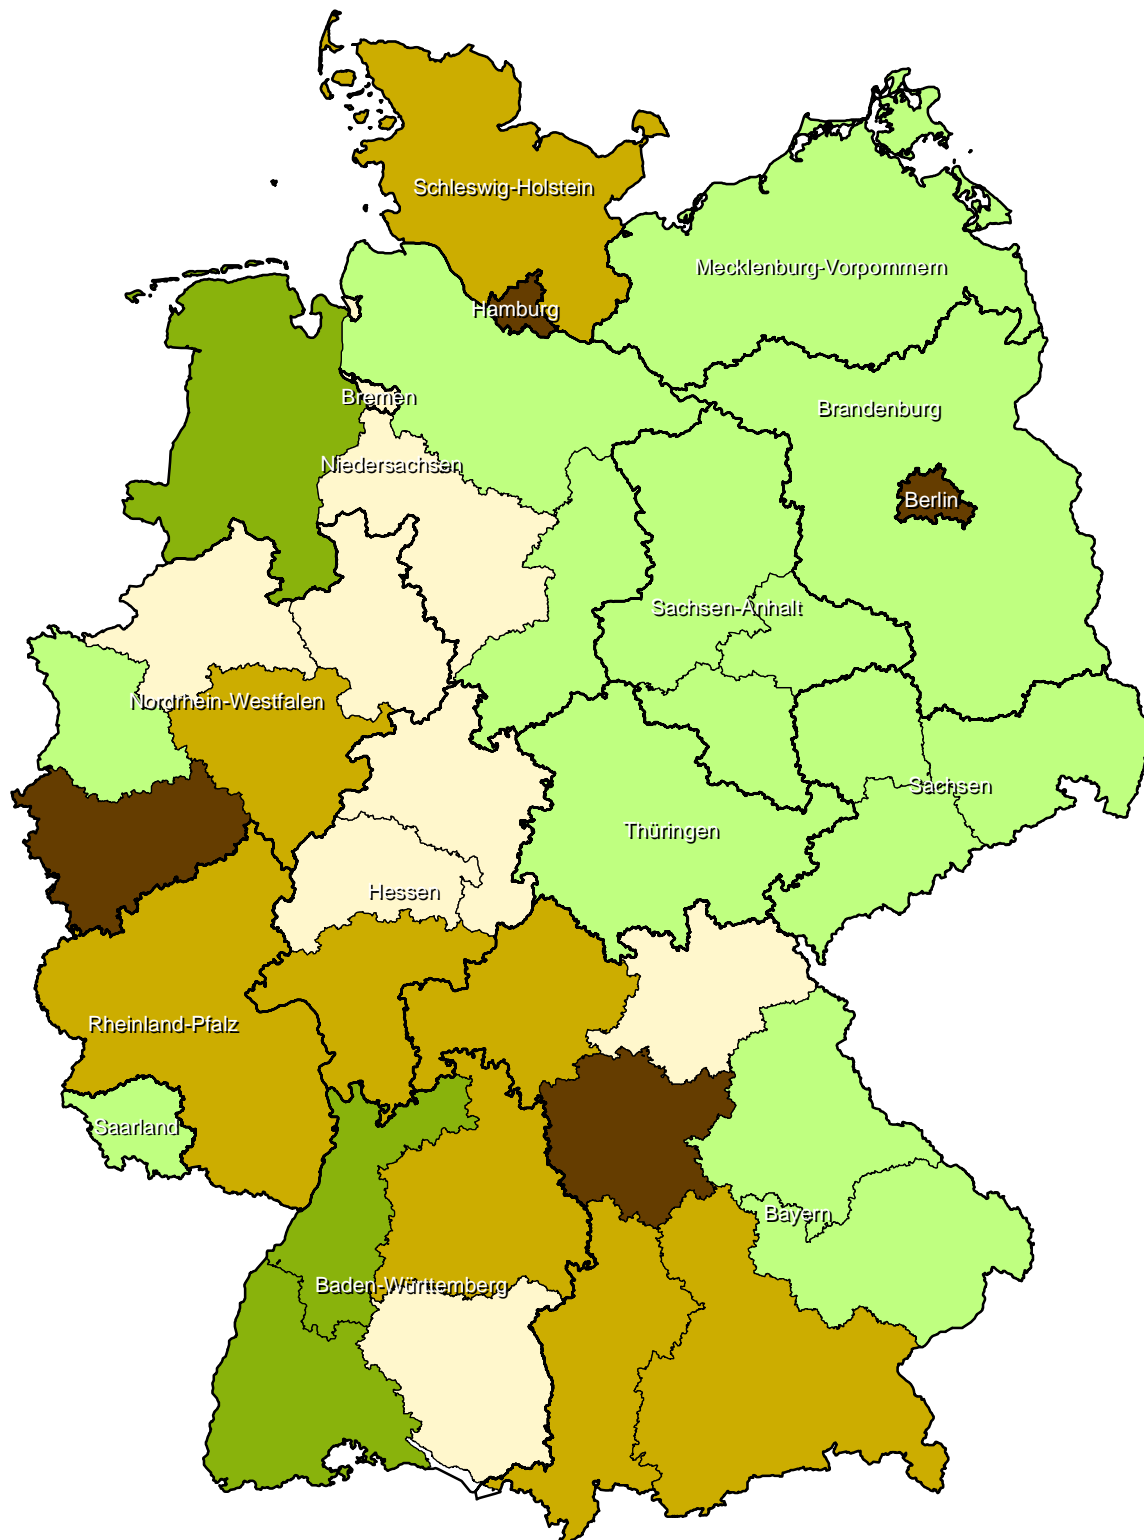 Schleswig-Holstein
Mecklenburg-Vorpommern
Hamburg
Bremen
Brandenburg
Niedersachsen
Berlin
Sachsen-Anhalt
Nordrhein-Westfalen
Sachsen
Thüringen
Hessen
Rheinland-Pfalz
Saarland
Bayern
Baden-Württemberg